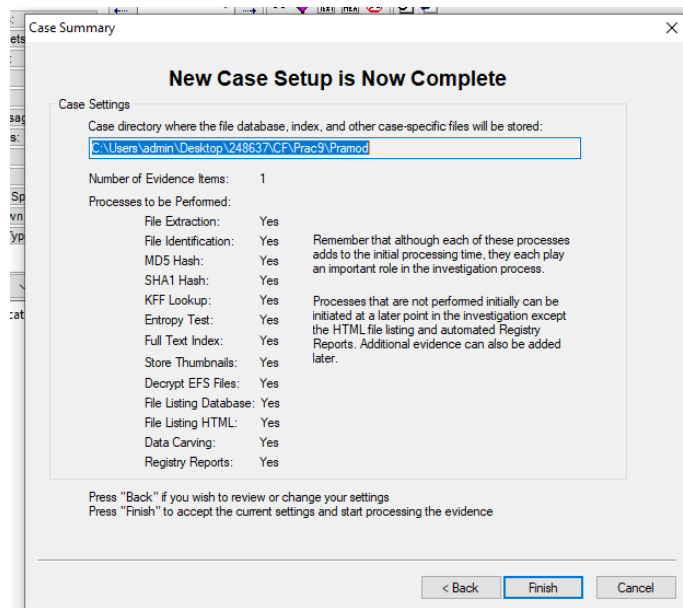 Case Summary
New Case Setup is Now Complete
Case Settings
Case directory where the file database, index, and other case-specific files will be stored:
C:\Users\admin\Desktop\248637\CF\Prac9\Pramod
Number of Evidence Items: 1
Processes to be Performed:
File Extraction: Yes
File Identification: Yes
MD5 Hash: Yes
SHA1 Hash: Yes
KFF Lookup: Yes
Entropy Test: Yes
Full Text Index: Yes
Store Thumbnails: Yes
Decrypt EFS Files: Yes
File Listing Database: Yes
File Listing HTML: Yes
Data Carving: Yes
Registry Reports: Yes
Remember that although each of these processes
adds to the initial processing time, they each play
an important role in the investigation process.
Processes that are not performed initially can be
initiated at a later point in the investigation except
the HTML file listing and automated Registry
Reports. Additional evidence can also be added
later.
Press "Back" if you wish to review or change your settings
Press "Finish" to accept the current settings and start processing the evidence
< Back
Finish
Cancel